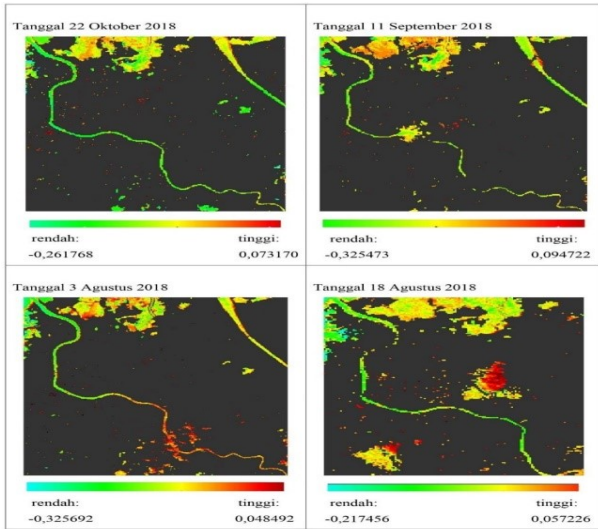 Tanggal 22 Oktober 2018
rendah: tinggi:
-0,261768 0,073170
Tanggal 11 September 2018
rendah: tinggi:
-0,325473 0,094722
Tanggal 3 Agustus 2018
rendah: tinggi:
-0,325692 0,048492
Tanggal 18 Agustus 2018
rendah: tinggi:
-0,217456 0,057226